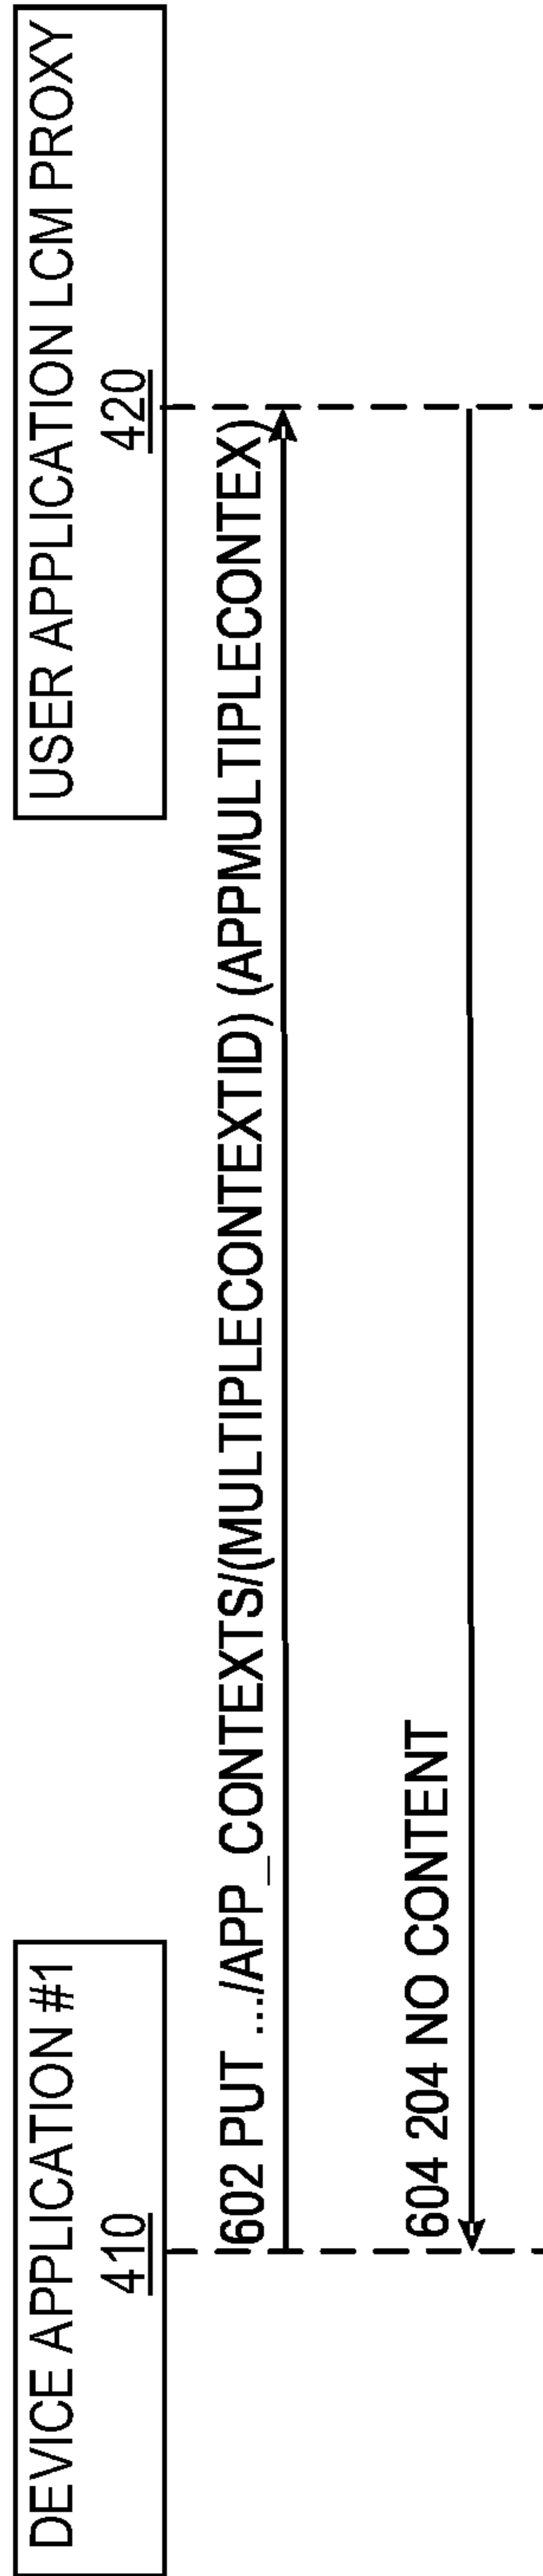 DEVICE APPLICATION #1
410
USER APPLICATION LCM PROXY
420
602 PUT .../APP_CONTEXTS/(MULTIPLECONTEXTID) (APPMULTIPLECONTEX)
604 204 NO CONTENT